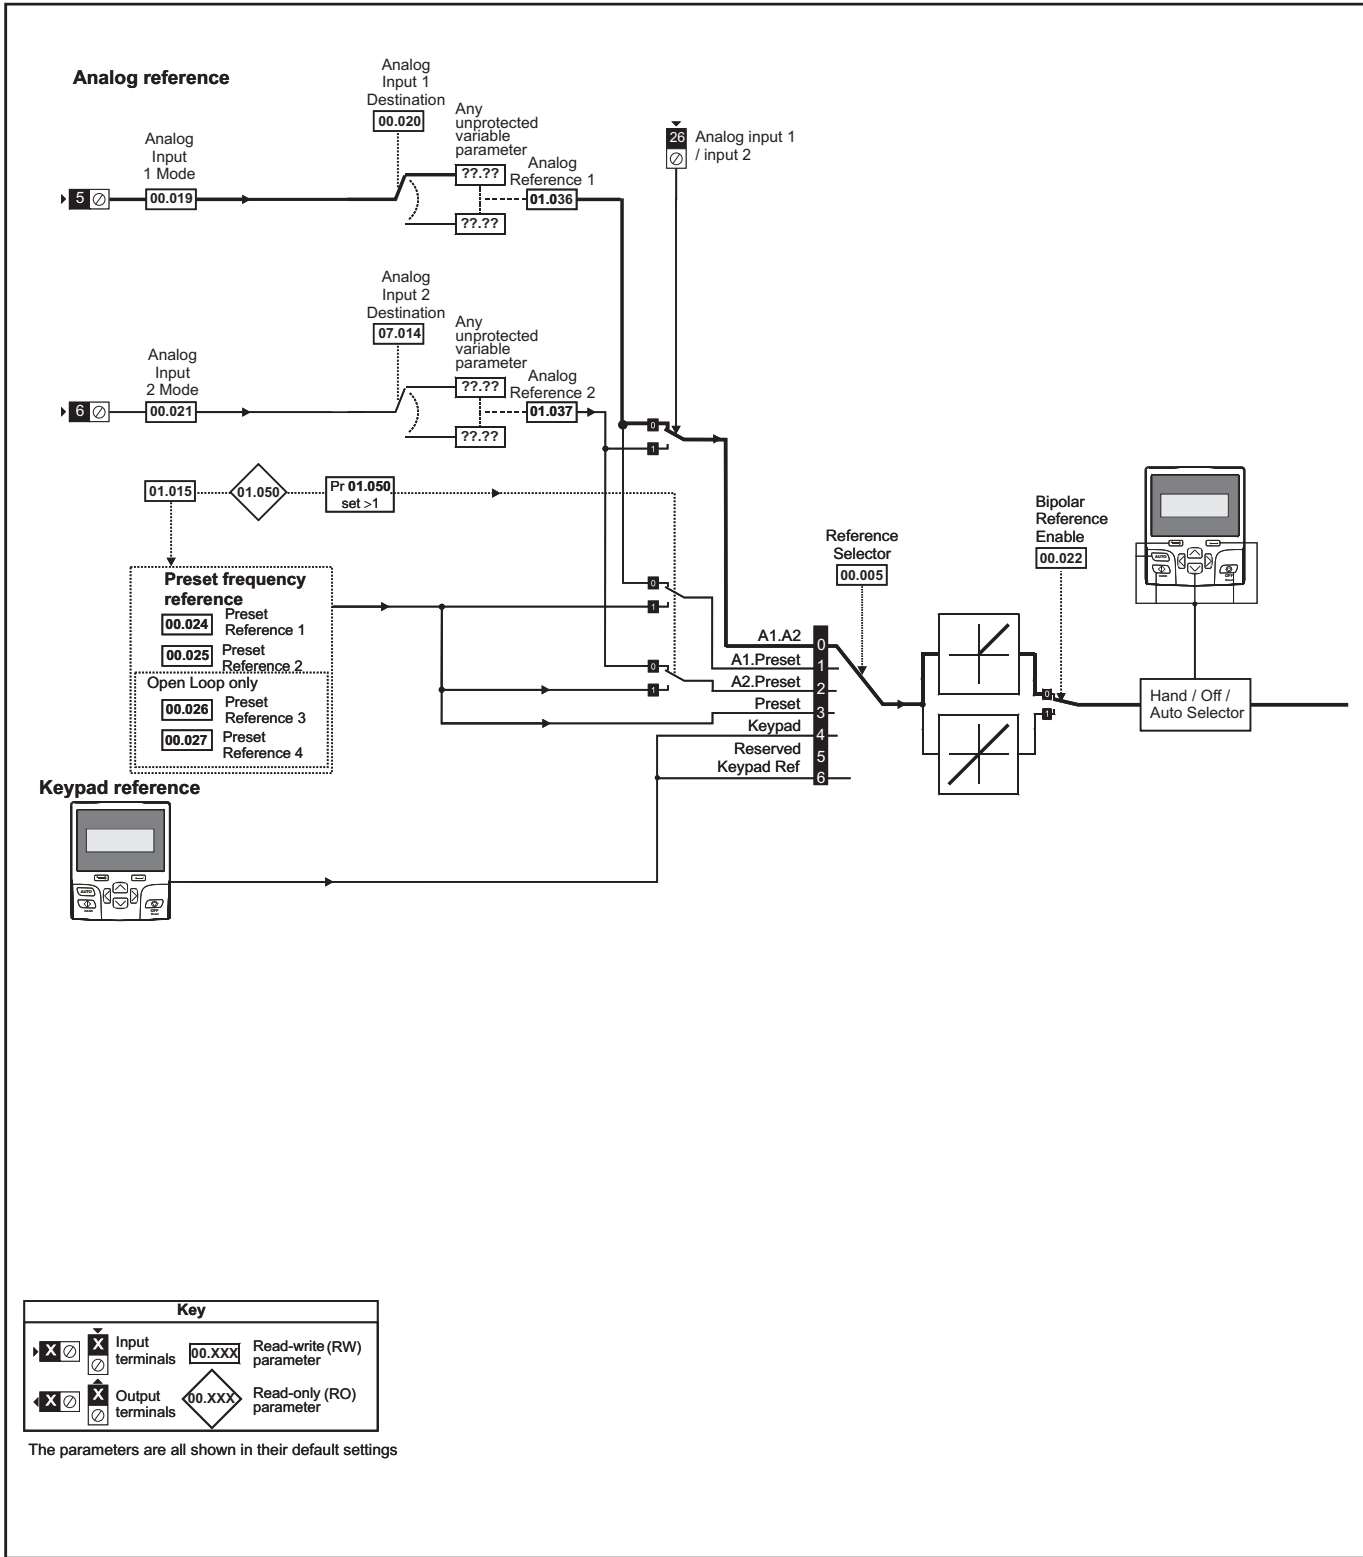 Analog reference
Analog
Input 1
Destination
00.020
Any
unprotected
variable
parameter
??.??
??.??
Analog
Input
1 Mode
5
00.019
Analog
Reference 1
01.036
26
Analog input 1
/ input 2
Analog
Input 2
Destination
07.014
Any
unprotected
variable
parameter
??.??
??.??
Analog
Input
2 Mode
6
00.021
Analog
Reference 2
01.037
0
1
01.015
01.050
Pr 01.050
set >1
Preset frequency
reference
00.024
Preset
Reference 1
00.025
Preset
Reference 2
Open Loop only
00.026
Preset
Reference 3
00.027
Preset
Reference 4
0
1
0
1
Reference
Selector
00.005
A1.A2
0
A1.Preset
1
A2.Preset
2
Preset
3
Keypad
4
Reserved
5
Keypad Ref
6
Bipolar
Reference
Enable
00.022
0
1
AUTO
OFF
Hand / Off /
Auto Selector
Keypad reference
AUTO
OFF
Key
X
X
Input
terminals
00.XXX
Read-write (RW)
parameter
X
X
Output
terminals
00.XXX
Read-only (RO)
parameter
The parameters are all shown in their default settings